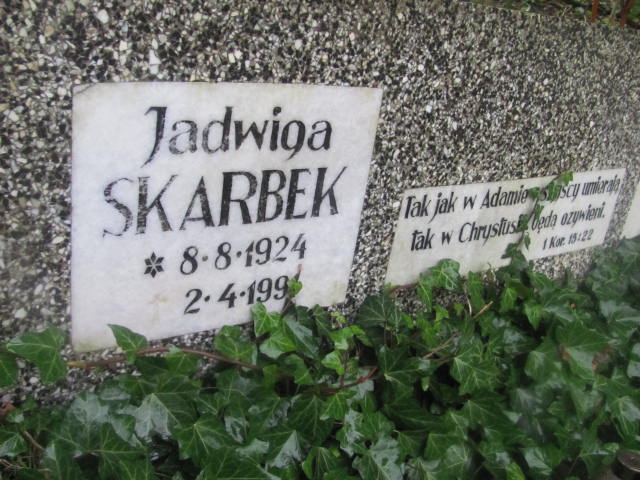 Jadwiga
SKARBEK
* 8·8·1924
2·4·199
Tak jak w Adamie wszyscy umierają
tak w Chrystusie będą ożywieni.
1 Kor. 15:22